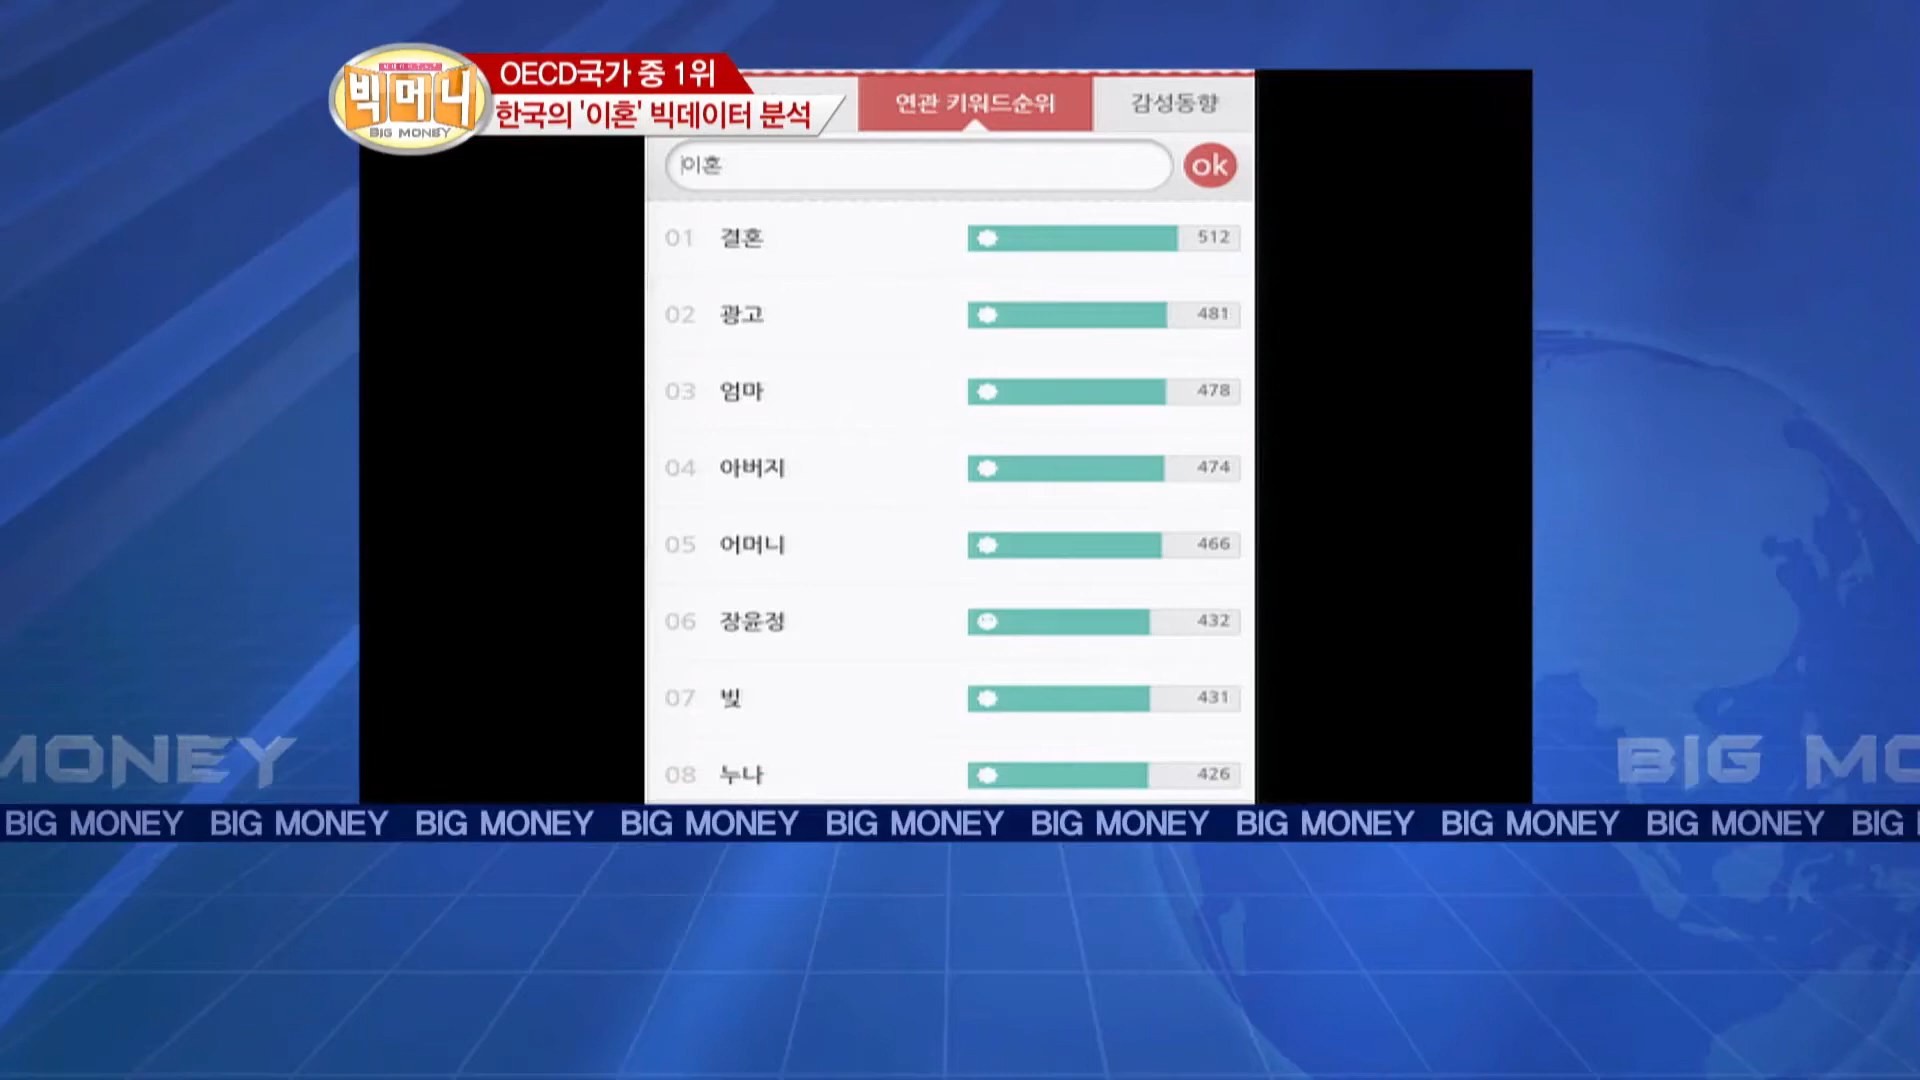 빅머니
BIG MONEY
OECD국가 중 1위
한국의 '이혼' 빅데이터 분석
연관 키워드순위
감성동향
이혼
ok
01 결혼 512
02 광고 481
03 엄마 478
04 아버지 474
05 어머니 466
06 장윤정 432
07 빚 431
08 누나 426
MONEY
BIG MO
BIG MONEY BIG MONEY BIG MONEY BIG MONEY BIG MONEY BIG MONEY BIG MONEY BIG MONEY BIG MONEY BIG